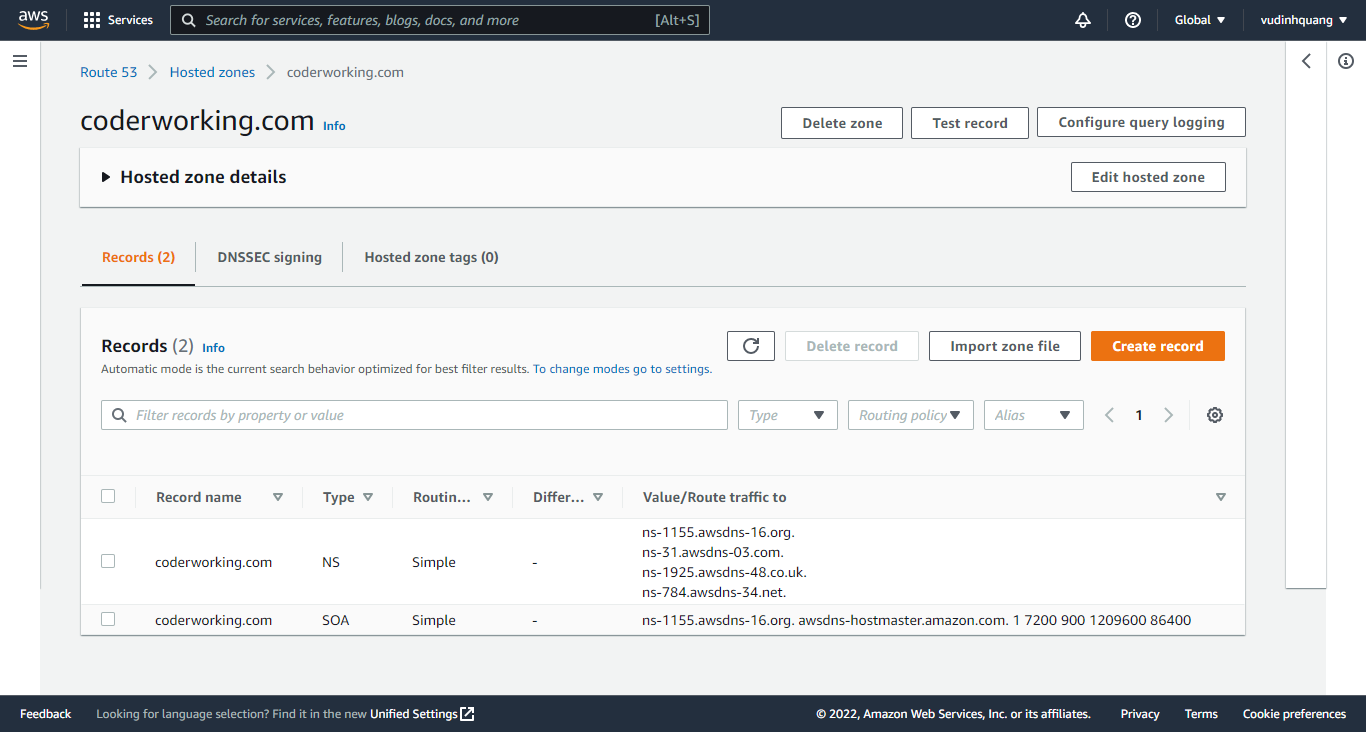 aws Services Search for services, features, blogs, docs, and more [Alt+S] Global vudinhquang
Route 53 Hosted zones coderworking.com
coderworking.com Info Delete zone Test record Configure query logging
Hosted zone details Edit hosted zone
Records (2) DNSSEC signing Hosted zone tags (0)
Records (2) Info Delete record Import zone file Create record
Automatic mode is the current search behavior optimized for best filter results. To change modes go to settings.
Filter records by property or value Type Routing policy Alias 1
Record name Type Routin... Differ... Value/Route traffic to
ns-1155.awsdns-16.org.
ns-31.awsdns-03.com.
coderworking.com NS Simple -
ns-1925.awsdns-48.co.uk.
ns-784.awsdns-34.net.
coderworking.com SOA Simple - ns-1155.awsdns-16.org. awsdns-hostmaster.amazon.com. 1 7200 900 1209600 86400
Feedback Looking for language selection? Find it in the new Unified Settings © 2022, Amazon Web Services, Inc. or its affiliates. Privacy Terms Cookie preferences